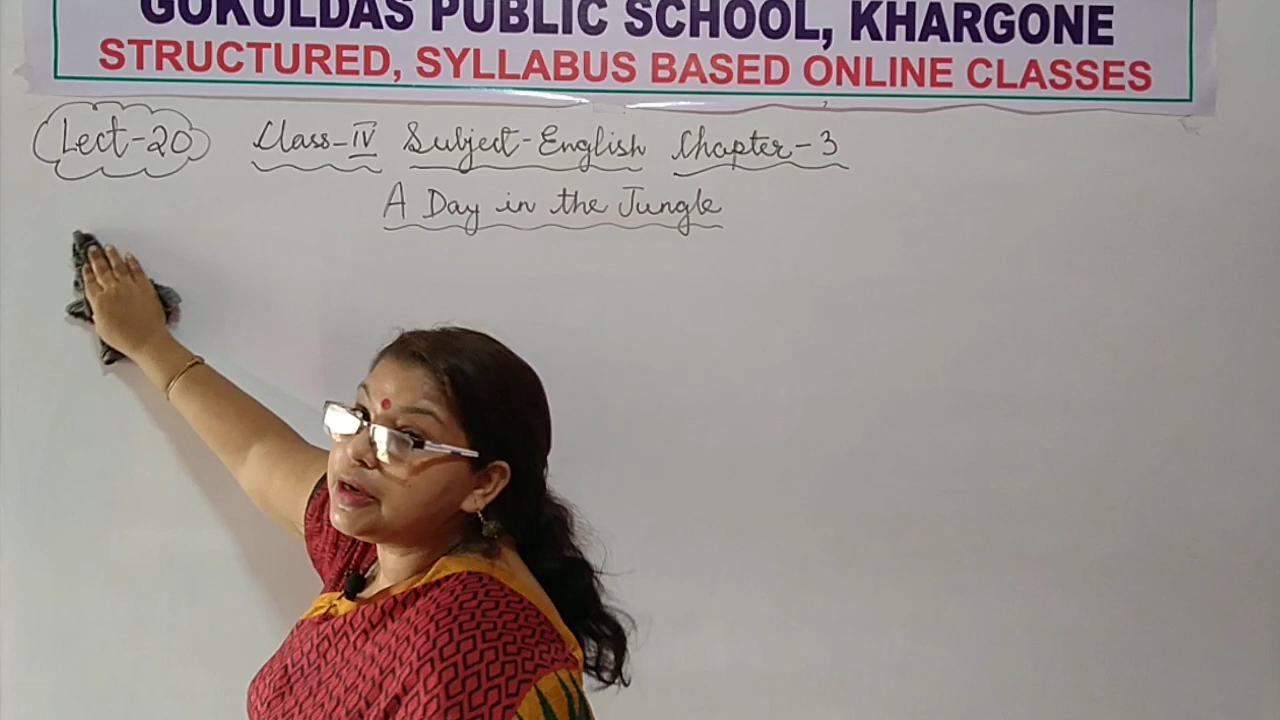 GOKULDAS PUBLIC SCHOOL, KHARGONE
STRUCTURED, SYLLABUS BASED ONLINE CLASSES
Lect-20 Class-IV Subject-English Chapter-3
A Day in the Jungle